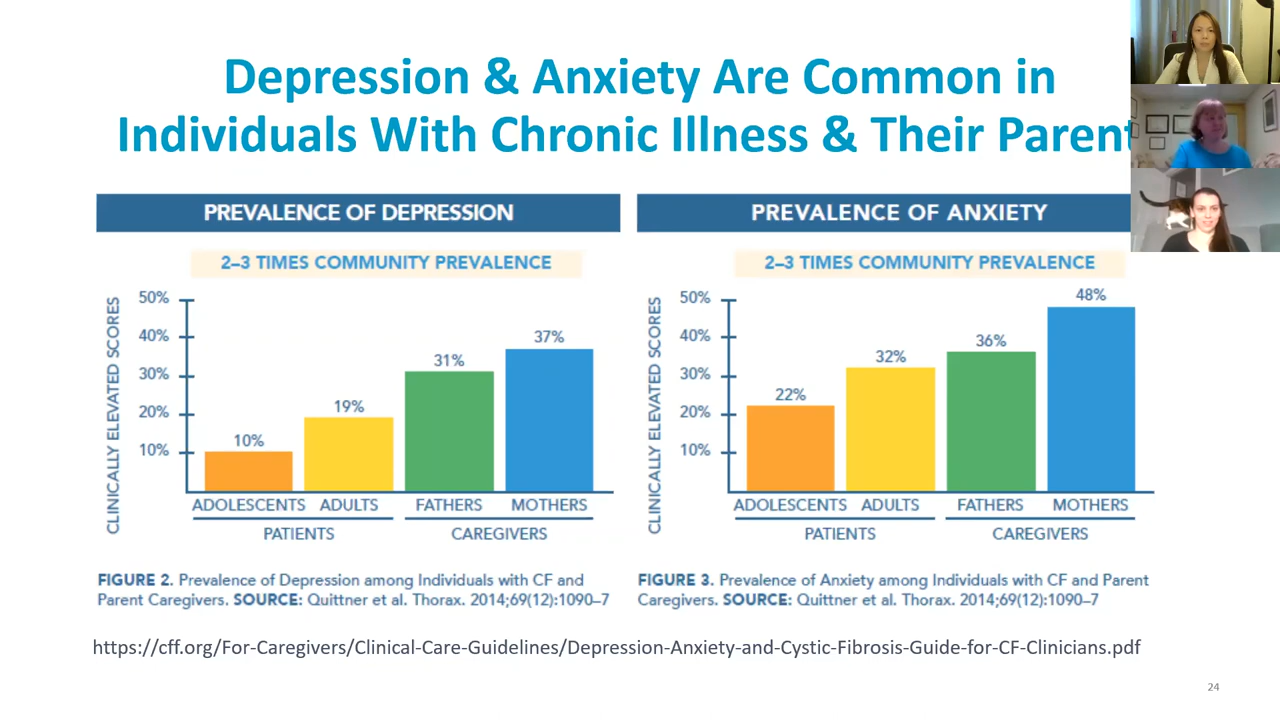 Depression & Anxiety Are Common in
Individuals With Chronic Illness & Their Parent
PREVALENCE OF DEPRESSION
2–3 TIMES COMMUNITY PREVALENCE
CLINICALLY ELEVATED SCORES
50%
40%
30%
20%
10%
10%
19%
31%
37%
ADOLESCENTS ADULTS FATHERS MOTHERS
PATIENTS CAREGIVERS
FIGURE 2. Prevalence of Depression among Individuals with CF and
Parent Caregivers. SOURCE: Quittner et al. Thorax. 2014;69(12):1090–7
PREVALENCE OF ANXIETY
2–3 TIMES COMMUNITY PREVALENCE
CLINICALLY ELEVATED SCORES
50%
40%
30%
20%
10%
22%
32%
36%
48%
ADOLESCENTS ADULTS FATHERS MOTHERS
PATIENTS CAREGIVERS
FIGURE 3. Prevalence of Anxiety among Individuals with CF and Parent
Caregivers. SOURCE: Quittner et al. Thorax. 2014;69(12):1090–7
https://cff.org/For-Caregivers/Clinical-Care-Guidelines/Depression-Anxiety-and-Cystic-Fibrosis-Guide-for-CF-Clinicians.pdf
24